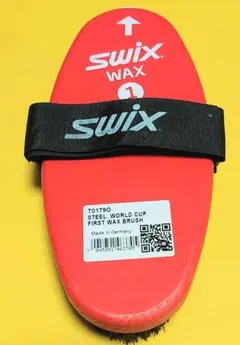 SWIX
WAX
1
SWIX
T0179O
STEEL, WORLD CUP.
FIRST WAX BRUSH
Made in Germany